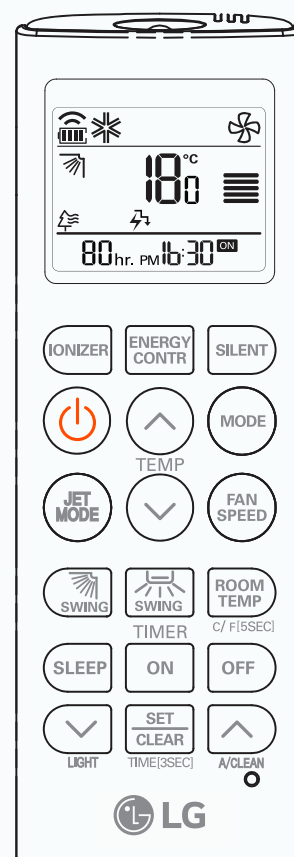 18.0 °C
80hr. PM 16:30 ON
IONIZER
ENERGY CONTR
SILENT
MODE
TEMP
JET MODE
FAN SPEED
SWING
SWING
ROOM TEMP
TIMER
C/ F[5SEC]
SLEEP
ON
OFF
SET
CLEAR
LIGHT
TIME[3SEC]
A/CLEAN
LG